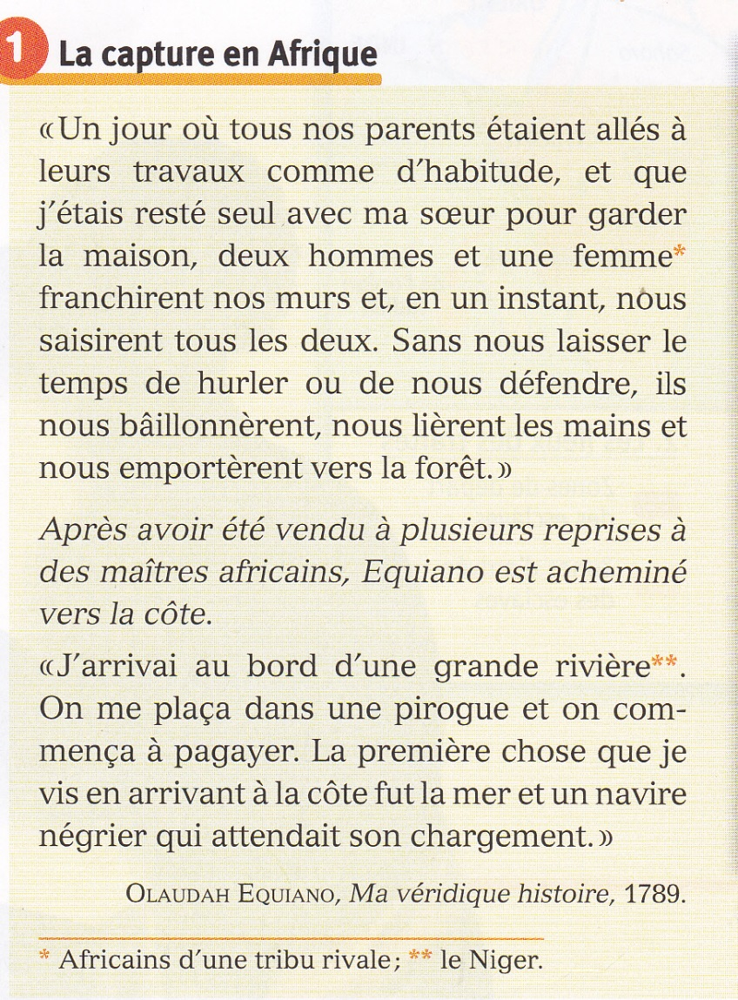 1 La capture en Afrique
« Un jour où tous nos parents étaient allés à
leurs travaux comme d’habitude, et que
j’étais resté seul avec ma sœur pour garder
la maison, deux hommes et une femme*
franchirent nos murs et, en un instant, nous
saisirent tous les deux. Sans nous laisser le
temps de hurler ou de nous défendre, ils
nous bâillonnèrent, nous lièrent les mains et
nous emportèrent vers la forêt. »
Après avoir été vendu à plusieurs reprises à
des maîtres africains, Equiano est acheminé
vers la côte.
« J’arrivai au bord d’une grande rivière**.
On me plaça dans une pirogue et on com-
mença à pagayer. La première chose que je
vis en arrivant à la côte fut la mer et un navire
négrier qui attendait son chargement. »
OLAUDAH EQUIANO, Ma véridique histoire, 1789.
* Africains d’une tribu rivale ; ** le Niger.